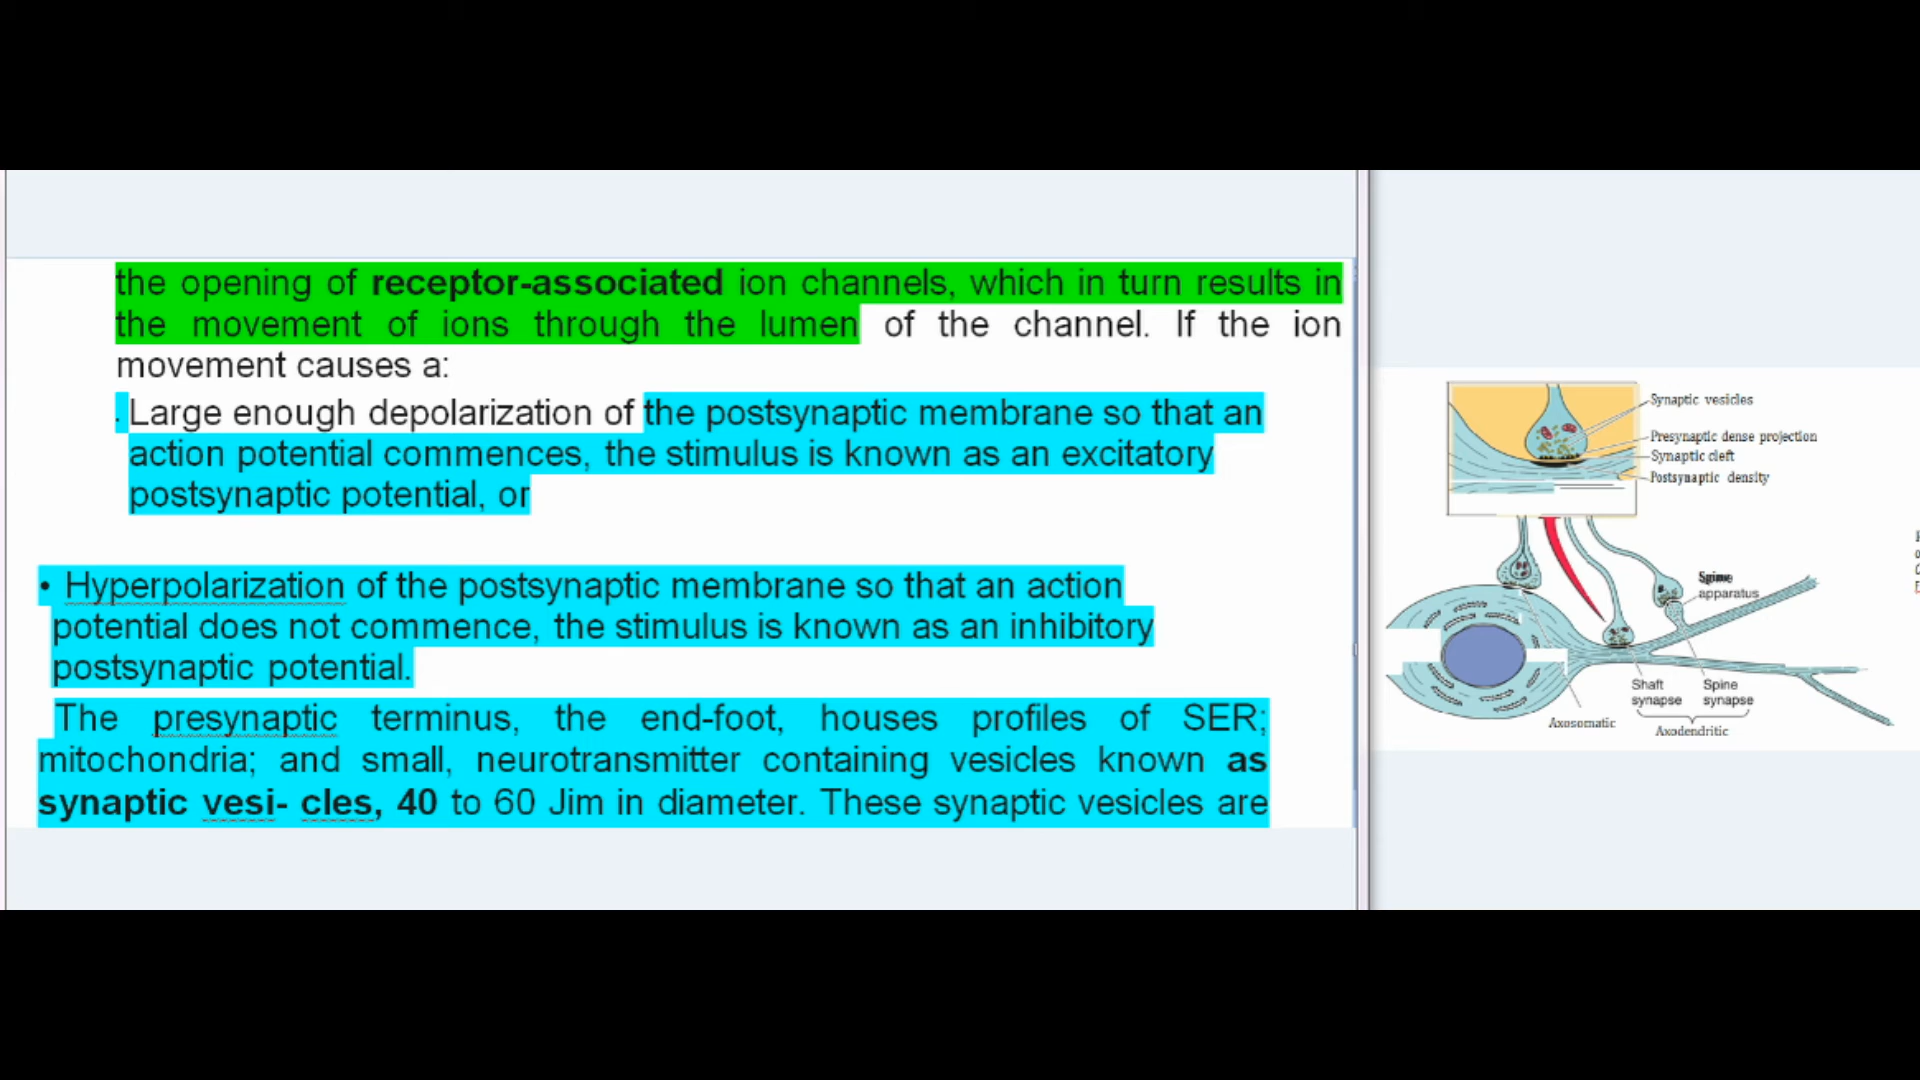 the opening of receptor-associated ion channels, which in turn results in
the movement of ions through the lumen of the channel. If the ion
movement causes a:
. Large enough depolarization of the postsynaptic membrane so that an
action potential commences, the stimulus is known as an excitatory
postsynaptic potential, or
• Hyperpolarization of the postsynaptic membrane so that an action
potential does not commence, the stimulus is known as an inhibitory
postsynaptic potential.
The presynaptic terminus, the end-foot, houses profiles of SER;
mitochondria; and small, neurotransmitter containing vesicles known as
synaptic vesi- cles, 40 to 60 Jim in diameter. These synaptic vesicles are
Synaptic vesicles
Presynaptic dense projection
Synaptic cleft
Postsynaptic density
Spine
apparatus
Shaft
synapse
Spine
synapse
Axosomatic
Axodendritic